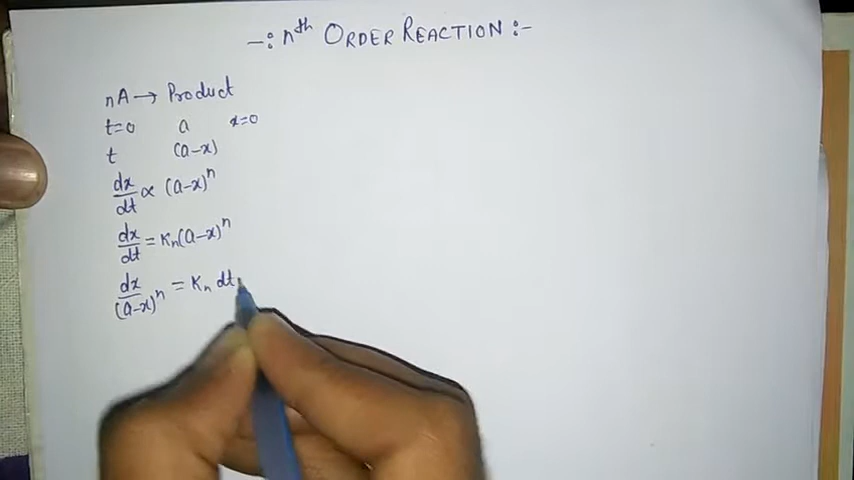 -: nth ORDER REACTION :-
nA → Product
t=0 a x=0
t (a-x)
dx/dt ∝ (a-x)^n
dx/dt = Kn(a-x)^n
dx/(a-x)^n = Kn dt